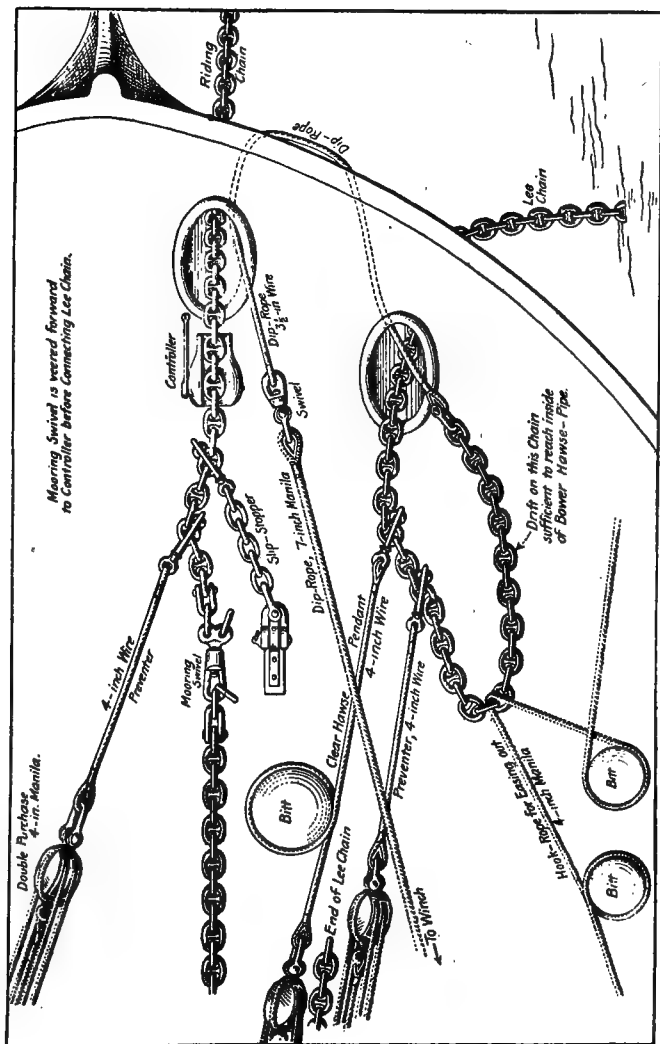 Riding
Chain
Dip-Rope
Lee
Chain
Mooring Swivel is veered forward
to Controller before Connecting Lee Chain.
Controller
Dip-Rope
3½-in Wire
Swivel
Slip-Stopper
Dip-Rope, 7-inch Manila
Drift on this Chain
sufficient to reach inside
of Bower Hawse-Pipe.
4-inch Wire
Preventer
Mooring
Swivel
Clear Hawse Pendant
4-inch Wire
Preventer, 4-inch Wire
Double Purchase
4-in. Manila.
Bitt
End of Lee Chain
To Winch
Hook-Rope for Easing out
4-inch Manila
Bitt
Bitt